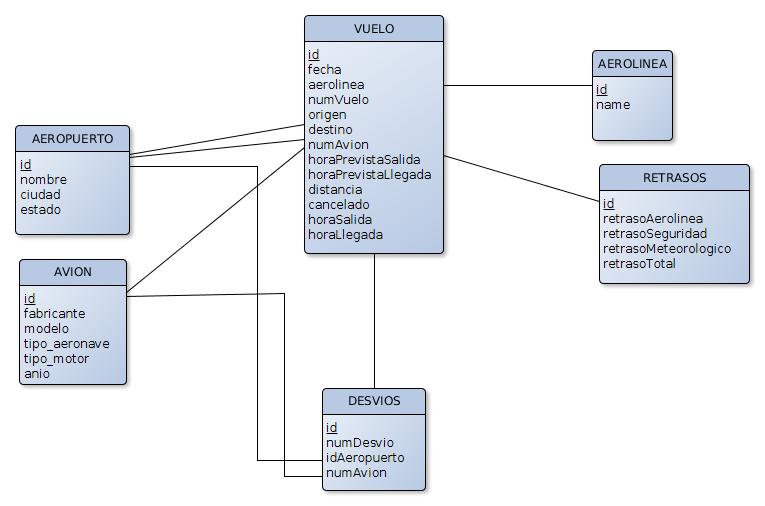 VUELO
id
fecha
aerolinea
numVuelo
origen
destino
numAvion
horaPrevistaSalida
horaPrevistaLlegada
distancia
cancelado
horaSalida
horaLlegada
AEROLINEA
id
name
AEROPUERTO
id
nombre
ciudad
estado
RETRASOS
id
retrasoAerolinea
retrasoSeguridad
retrasoMeteorologico
retrasoTotal
AVION
id
fabricante
modelo
tipo_aeronave
tipo_motor
anio
DESVIOS
id
numDesvio
idAeropuerto
numAvion